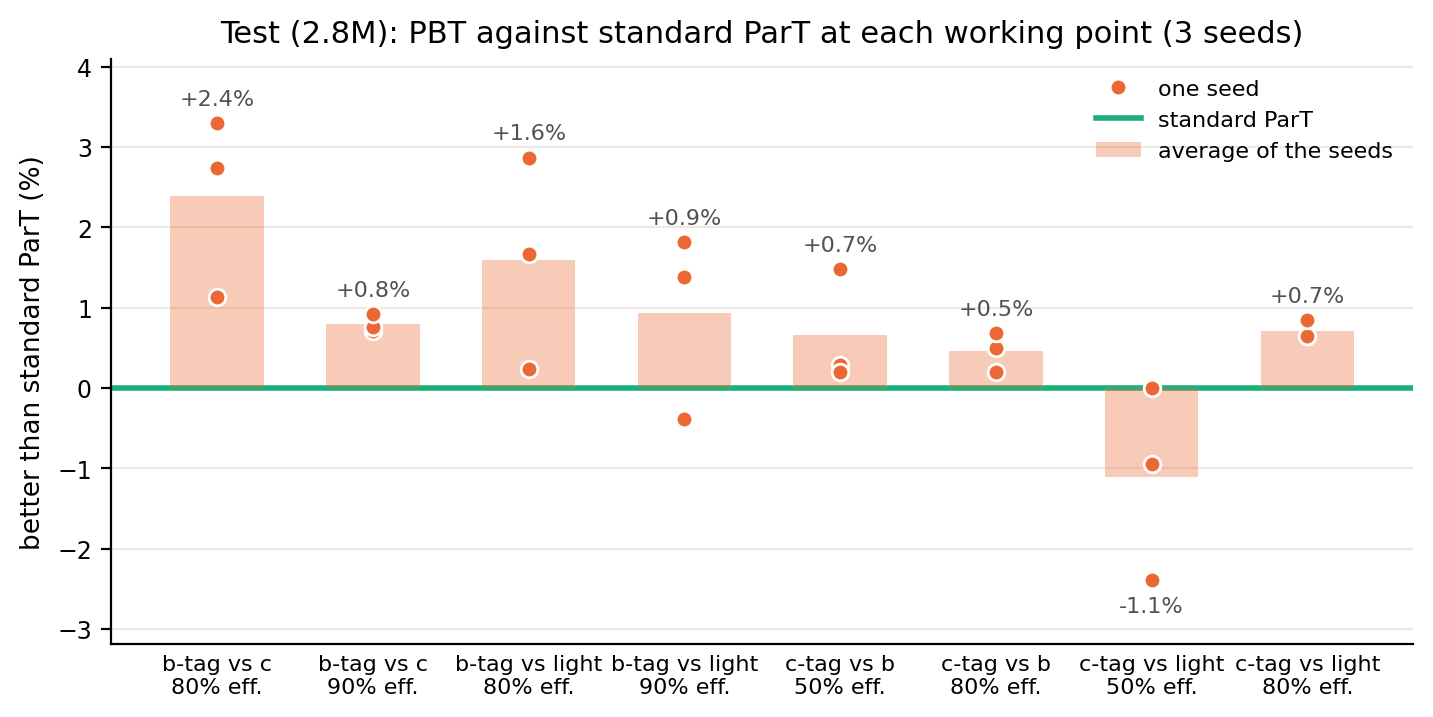 Test (2.8M): PBT against standard ParT at each working point (3 seeds)
better than standard ParT (%)
4
3
2
1
0
−1
−2
−3
one seed
standard ParT
average of the seeds
+2.4%
+0.8%
+1.6%
+0.9%
+0.7%
+0.5%
-1.1%
+0.7%
b-tag vs c
80% eff.
b-tag vs c
90% eff.
b-tag vs light
80% eff.
b-tag vs light
90% eff.
c-tag vs b
50% eff.
c-tag vs b
80% eff.
c-tag vs light
50% eff.
c-tag vs light
80% eff.